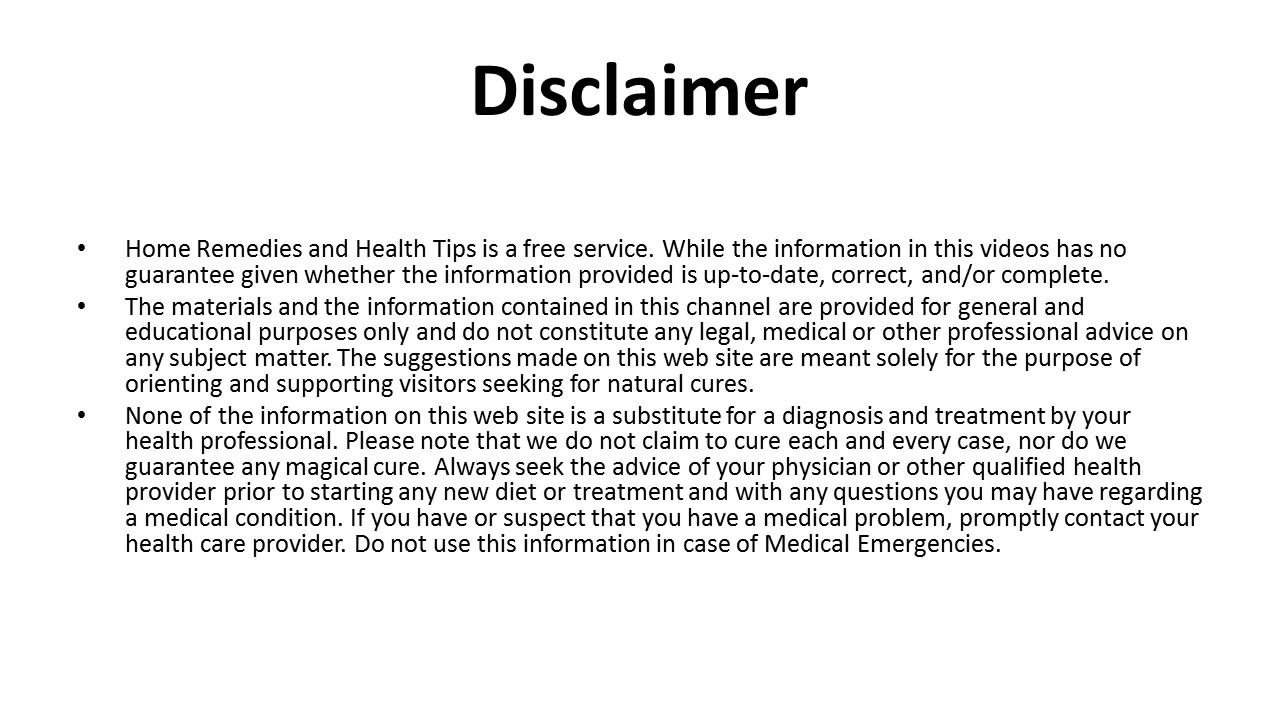 Disclaimer
• Home Remedies and Health Tips is a free service. While the information in this videos has no
guarantee given whether the information provided is up-to-date, correct, and/or complete.
• The materials and the information contained in this channel are provided for general and
educational purposes only and do not constitute any legal, medical or other professional advice on
any subject matter. The suggestions made on this web site are meant solely for the purpose of
orienting and supporting visitors seeking for natural cures.
• None of the information on this web site is a substitute for a diagnosis and treatment by your
health professional. Please note that we do not claim to cure each and every case, nor do we
guarantee any magical cure. Always seek the advice of your physician or other qualified health
provider prior to starting any new diet or treatment and with any questions you may have regarding
a medical condition. If you have or suspect that you have a medical problem, promptly contact your
health care provider. Do not use this information in case of Medical Emergencies.